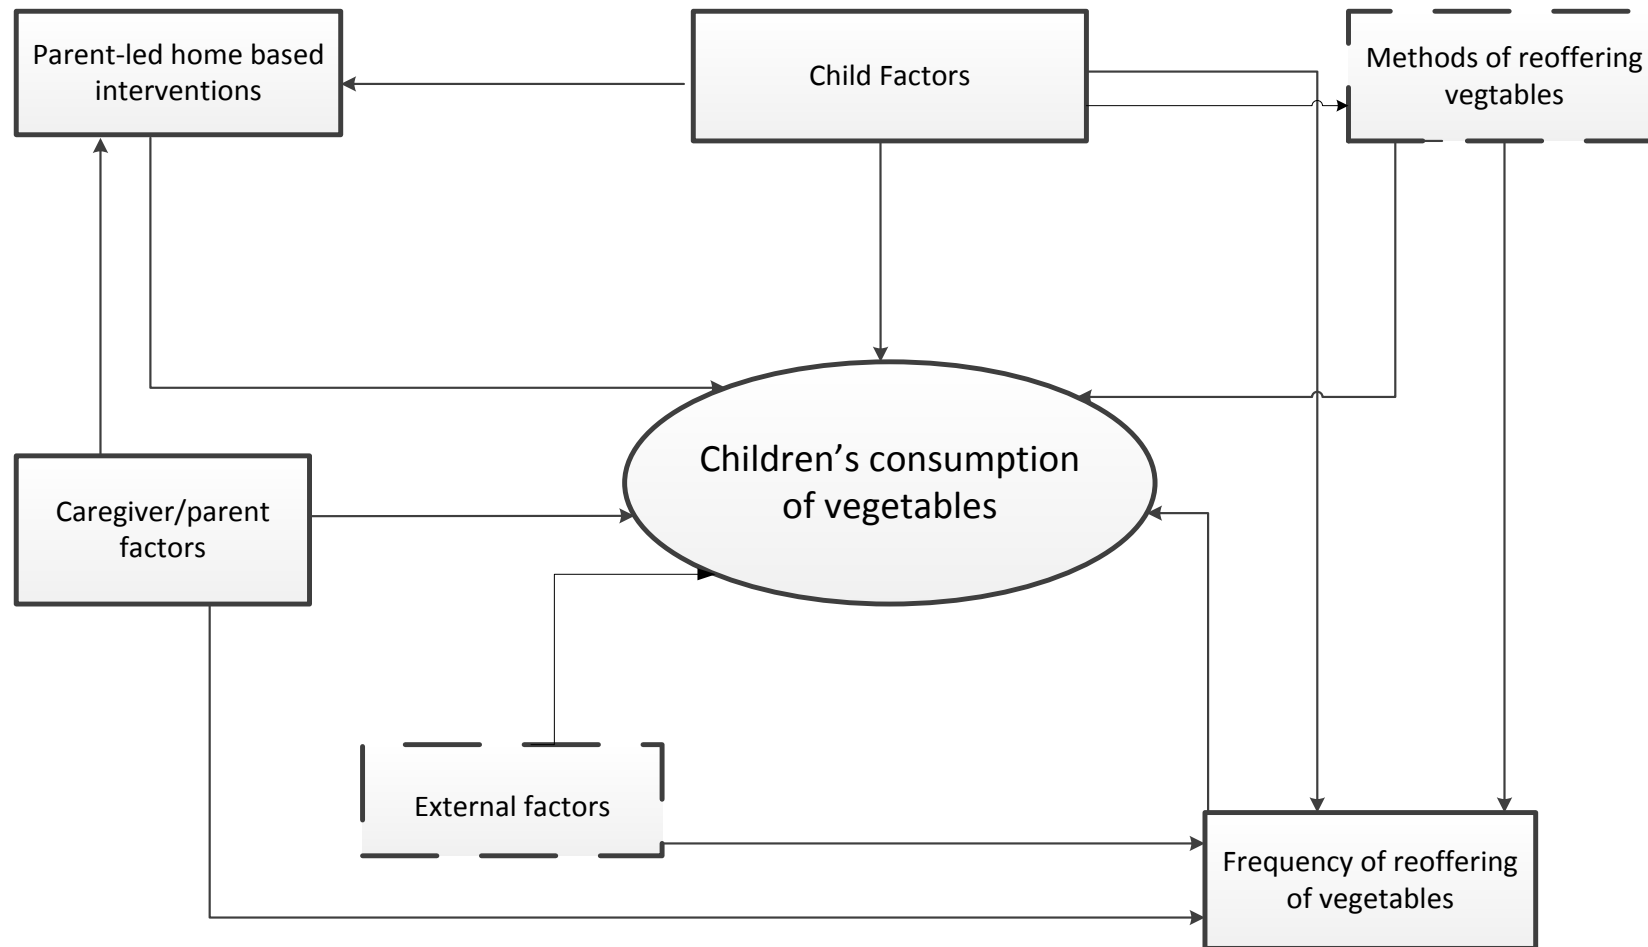 Parent-led home based
interventions
Child Factors
Methods of reoffering
vegtables
Children’s consumption
of vegetables
Caregiver/parent
factors
External factors
Frequency of reoffering
of vegetables